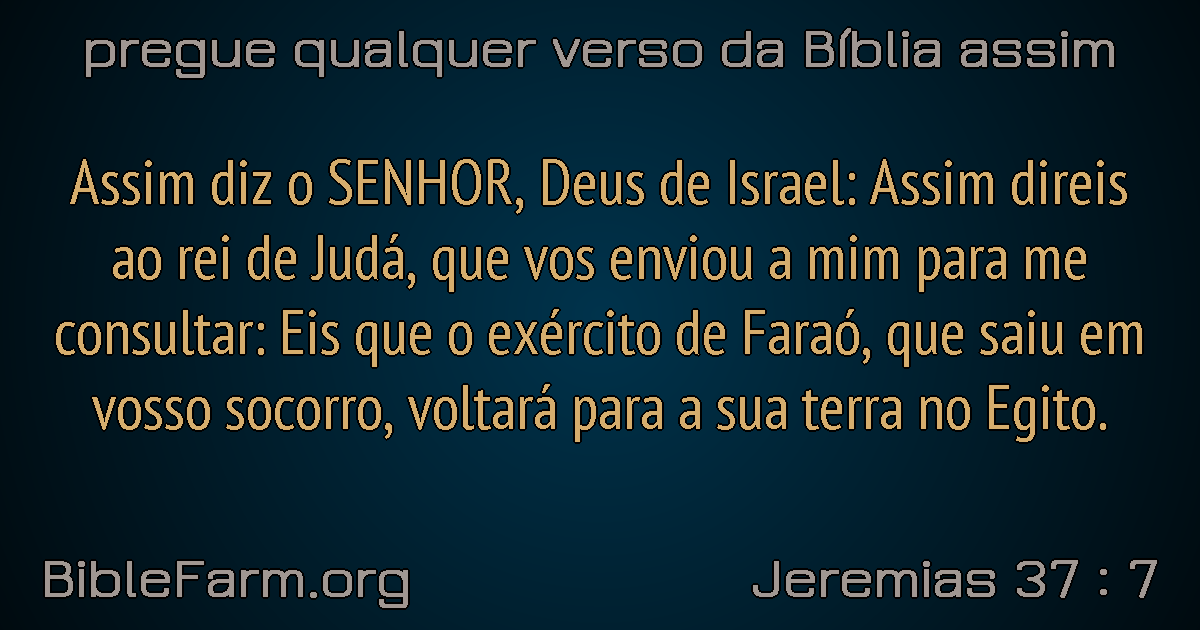 pregue qualquer verso da Bíblia assim
Assim diz o SENHOR, Deus de Israel: Assim direis
ao rei de Judá, que vos enviou a mim para me
consultar: Eis que o exército de Faraó, que saiu em
vosso socorro, voltará para a sua terra no Egito.
BibleFarm.org
Jeremias 37 : 7